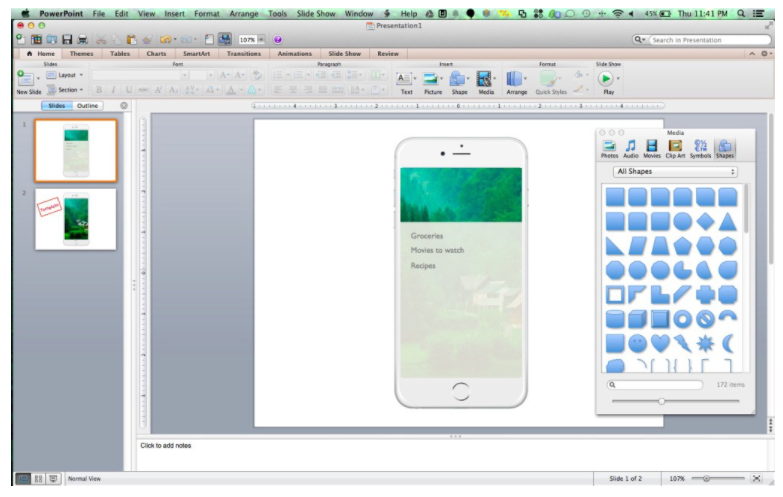 PowerPoint File Edit View Insert Format Arrange Tools Slide Show Window Help 45% Thu 11:41 PM
Presentation1
107%
Search in Presentation
Home Themes Tables Charts SmartArt Transitions Animations Slide Show Review
Slides Font Paragraph Insert Format Slide Show
Layout
New Slide Section B I U ABC Text Picture Shape Media Arrange Quick Styles Play
Slides Outline
1
2
Template
Groceries
Movies to watch
Recipes
Media
Photos Audio Movies Clip Art Symbols Shapes
All Shapes
172 items
Click to add notes
Normal View Slide 1 of 2 107%